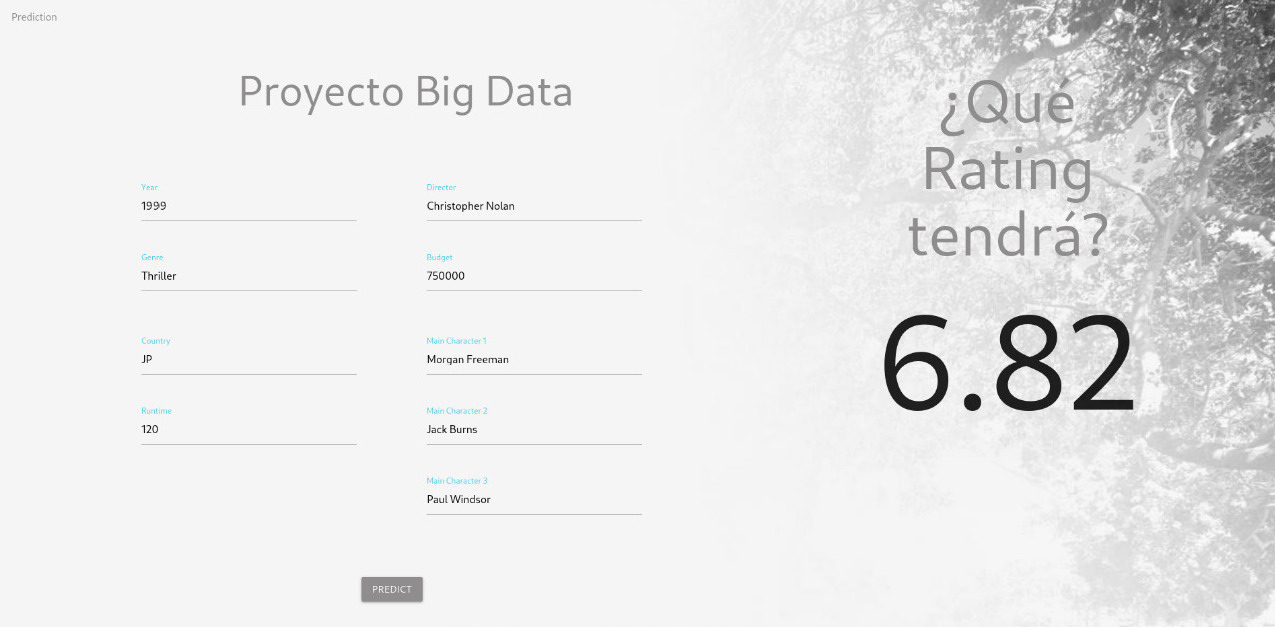 Prediction
Proyecto Big Data
Year
1999
Director
Christopher Nolan
Genre
Thriller
Budget
750000
Country
JP
Main Character 1
Morgan Freeman
Runtime
120
Main Character 2
Jack Burns
Main Character 3
Paul Windsor
PREDICT
¿Qué
Rating
tendrá?
6.82